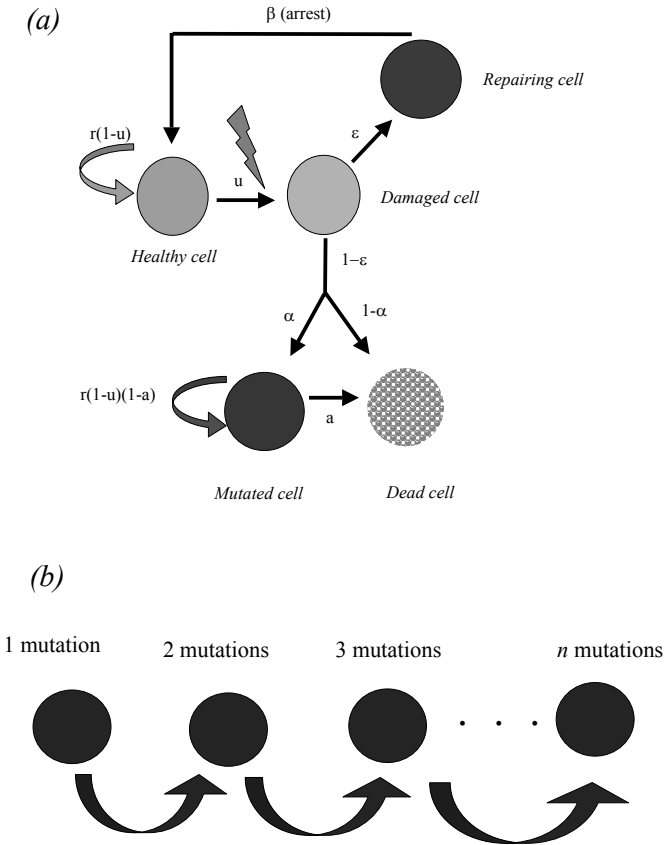 (a)
β (arrest)
Repairing cell
r(1-u)
ε
u
Damaged cell
Healthy cell
1−ε
α
1-α
r(1-u)(1-a)
a
Mutated cell
Dead cell
(b)
1 mutation
2 mutations
3 mutations
n mutations
. . .